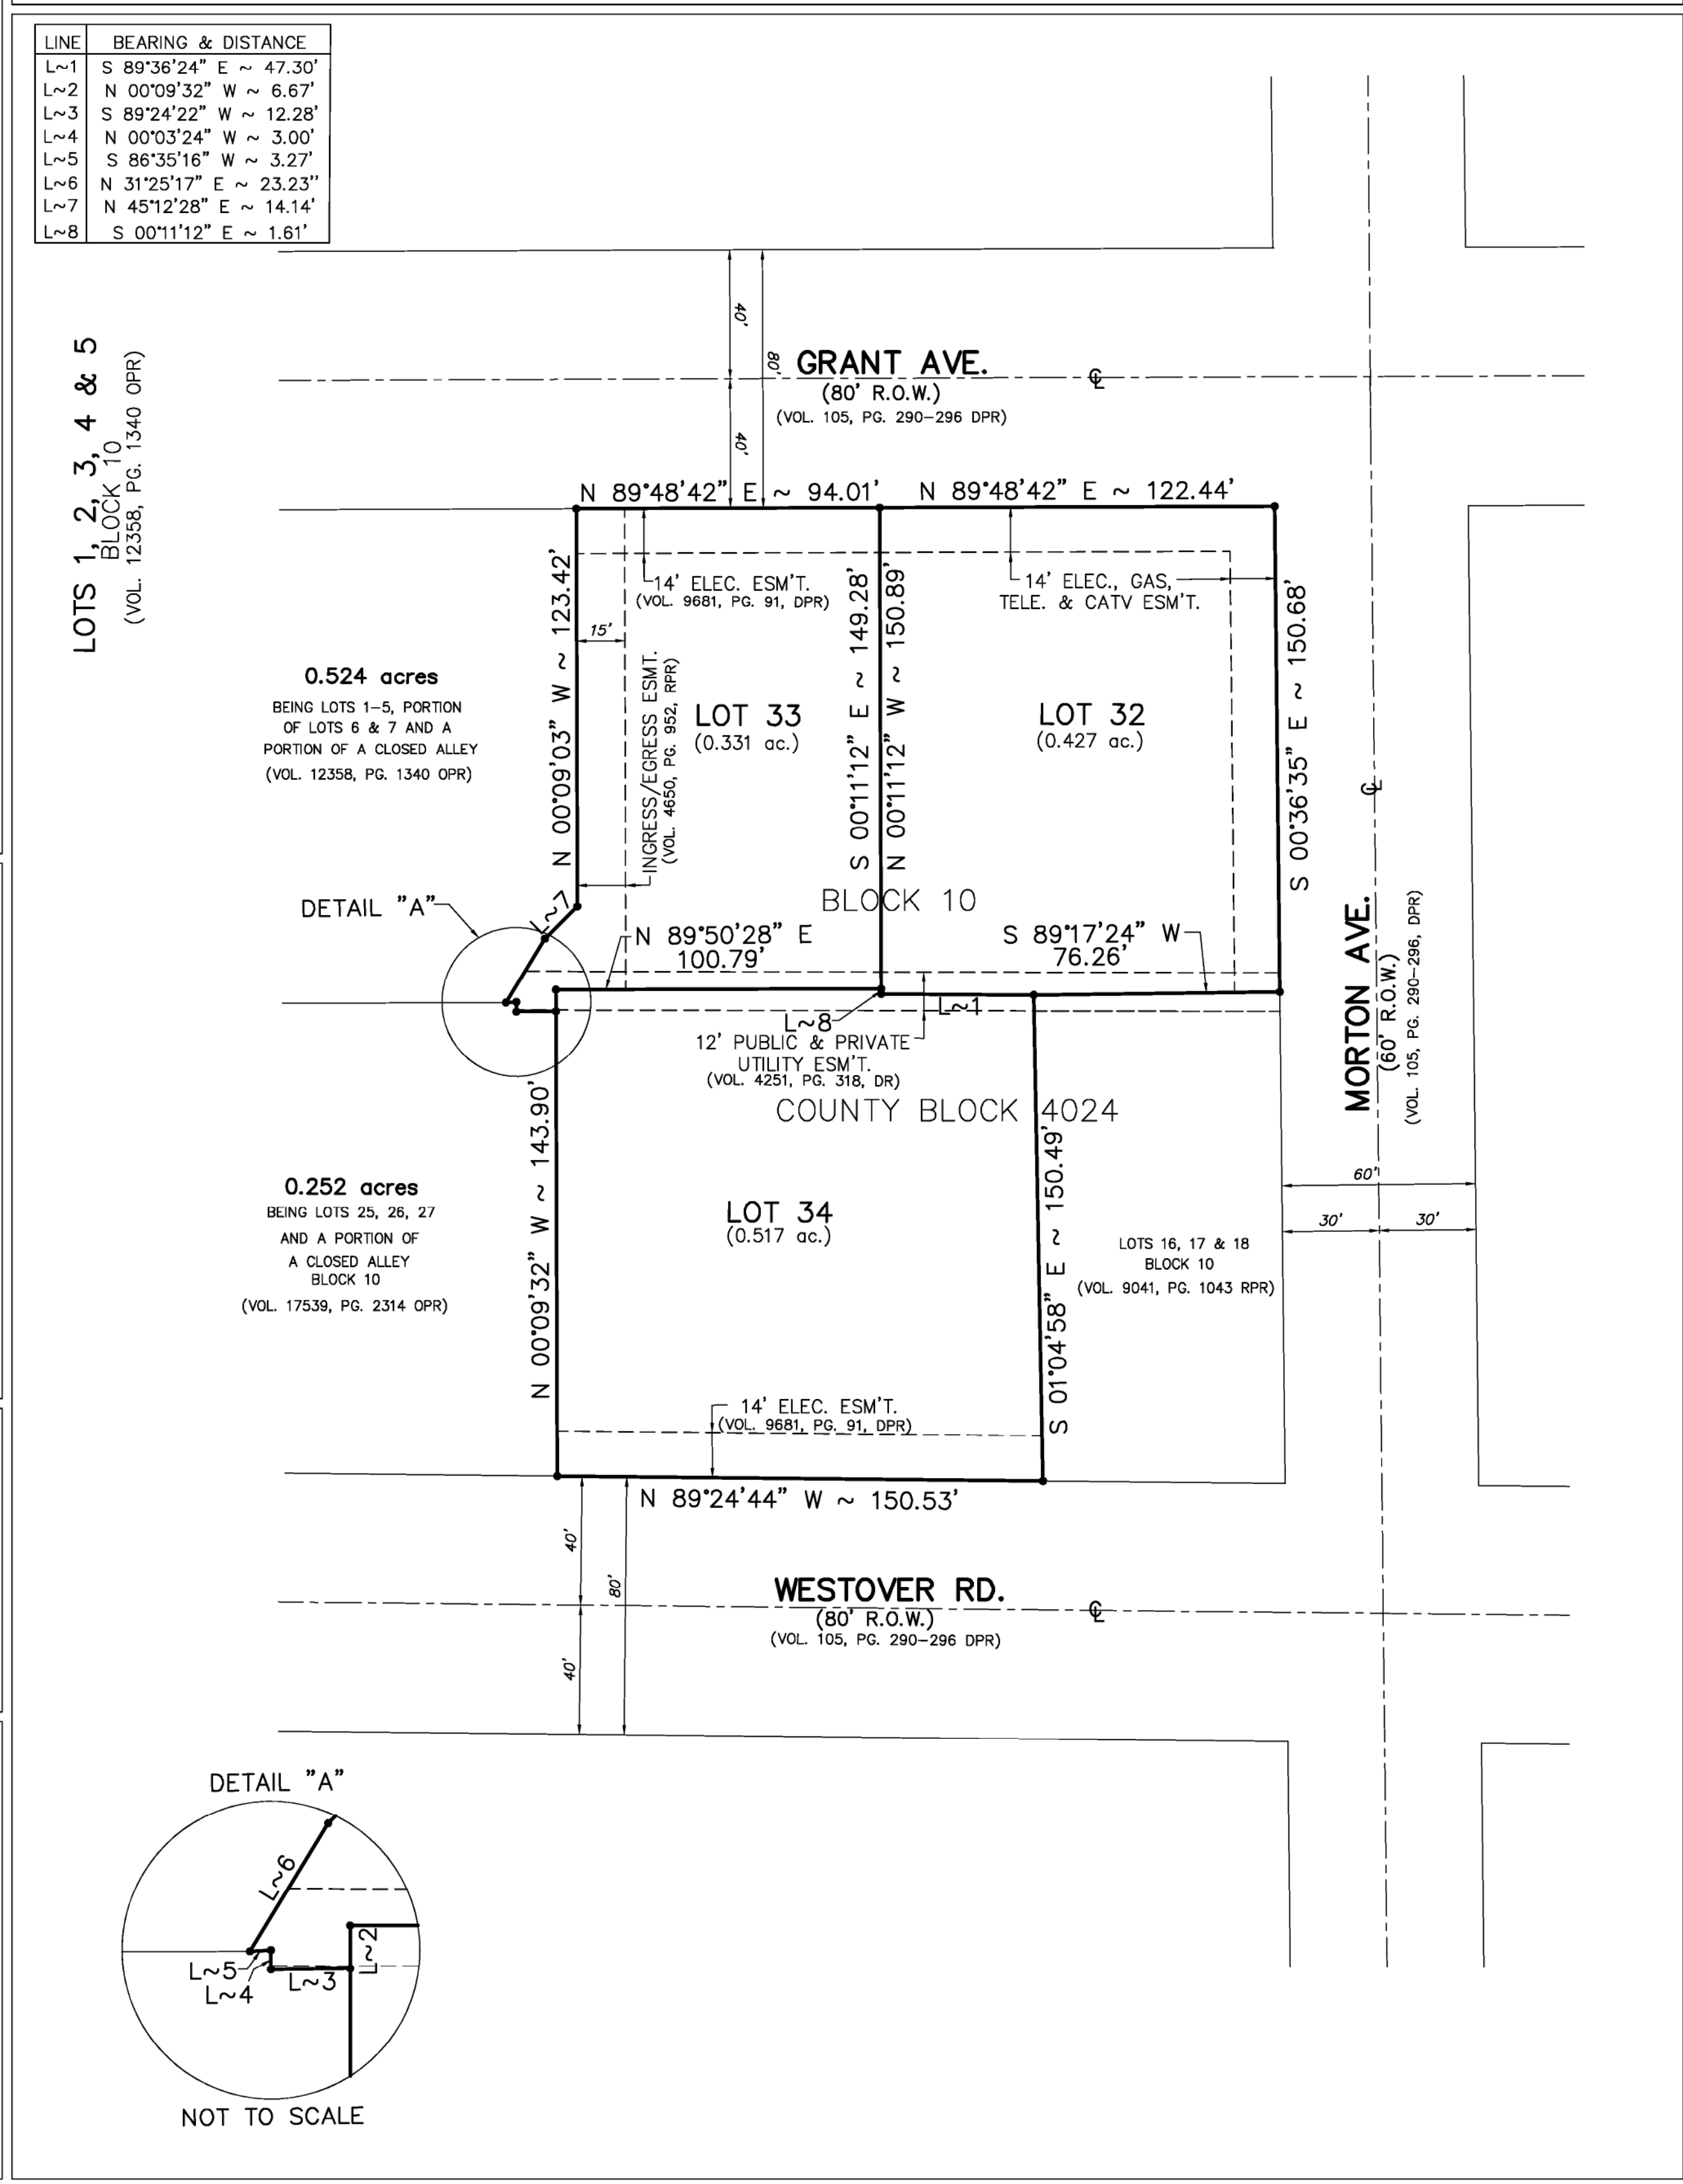 LINE BEARING & DISTANCE
L~1 S 89°36'24" E ~ 47.30'
L~2 N 00°09'32" W ~ 6.67'
L~3 S 89°24'22" W ~ 12.28'
L~4 N 00°03'24" W ~ 3.00'
L~5 S 86°35'16" W ~ 3.27'
L~6 N 31°25'17" E ~ 23.23''
L~7 N 45°12'28" E ~ 14.14'
L~8 S 00°11'12" E ~ 1.61'
LOTS 1, 2, 3, 4 & 5
BLOCK 10
(VOL. 12358, PG. 1340 OPR)
40'
80'
40'
GRANT AVE.
℄
(80' R.O.W.)
(VOL. 105, PG. 290-296 DPR)
N 89°48'42" E ~ 94.01'
N 89°48'42" E ~ 122.44'
N 00°09'03" W ~ 123.42'
14' ELEC. ESM'T.
(VOL. 9681, PG. 91, DPR)
15'
INGRESS/EGRESS ESMT.
(VOL. 4650, PG. 952, RPR)
LOT 33
(0.331 ac.)
S 00°11'12" E ~ 149.28'
N 00°11'12" W ~ 150.89'
14' ELEC., GAS,
TELE. & CATV ESM'T.
LOT 32
(0.427 ac.)
S 00°36'35" E ~ 150.68'
0.524 acres
BEING LOTS 1-5, PORTION
OF LOTS 6 & 7 AND A
PORTION OF A CLOSED ALLEY
(VOL. 12358, PG. 1340 OPR)
℄
DETAIL "A"
L~7
BLOCK 10
N 89°50'28" E
100.79'
S 89°17'24" W
76.26'
L~8
L~1
12' PUBLIC & PRIVATE
UTILITY ESM'T.
(VOL. 4251, PG. 318, DR)
COUNTY BLOCK 4024
MORTON AVE.
(60' R.O.W.)
(VOL. 105, PG. 290-296, DPR)
60'
30'
30'
N 00°09'32" W ~ 143.90'
0.252 acres
BEING LOTS 25, 26, 27
AND A PORTION OF
A CLOSED ALLEY
BLOCK 10
(VOL. 17539, PG. 2314 OPR)
LOT 34
(0.517 ac.)
S 01°04'58" E ~ 150.49'
LOTS 16, 17 & 18
BLOCK 10
(VOL. 9041, PG. 1043 RPR)
14' ELEC. ESM'T.
(VOL. 9681, PG. 91, DPR)
N 89°24'44" W ~ 150.53'
40'
80'
40'
WESTOVER RD.
℄
(80' R.O.W.)
(VOL. 105, PG. 290-296 DPR)
DETAIL "A"
L~6
L~2
L~5
L~4
L~3
NOT TO SCALE